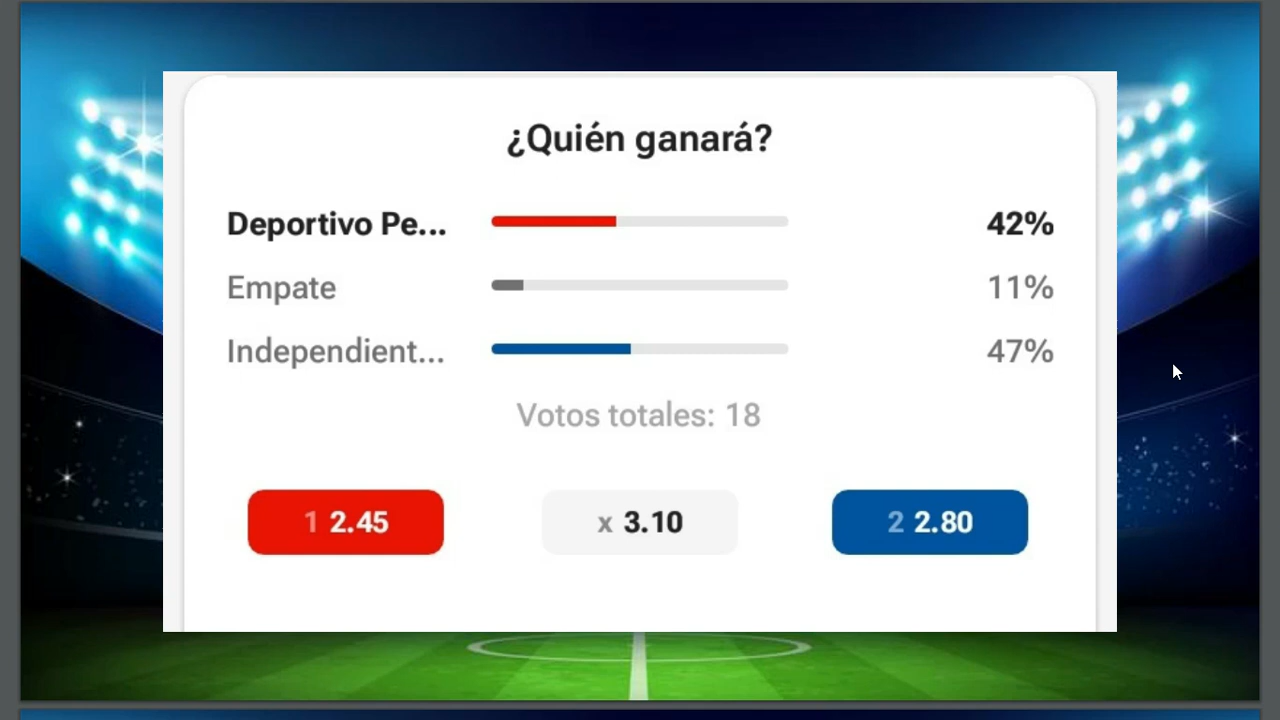 ¿Quién ganará?
Deportivo Pe... 42%
Empate 11%
Independient... 47%
Votos totales: 18
1 2.45 x 3.10 2 2.80